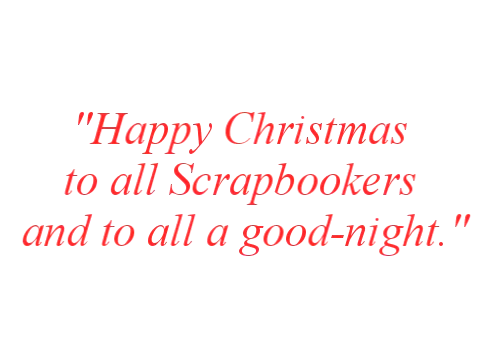 "Happy Christmas
to all Scrapbookers
and to all a good-night."